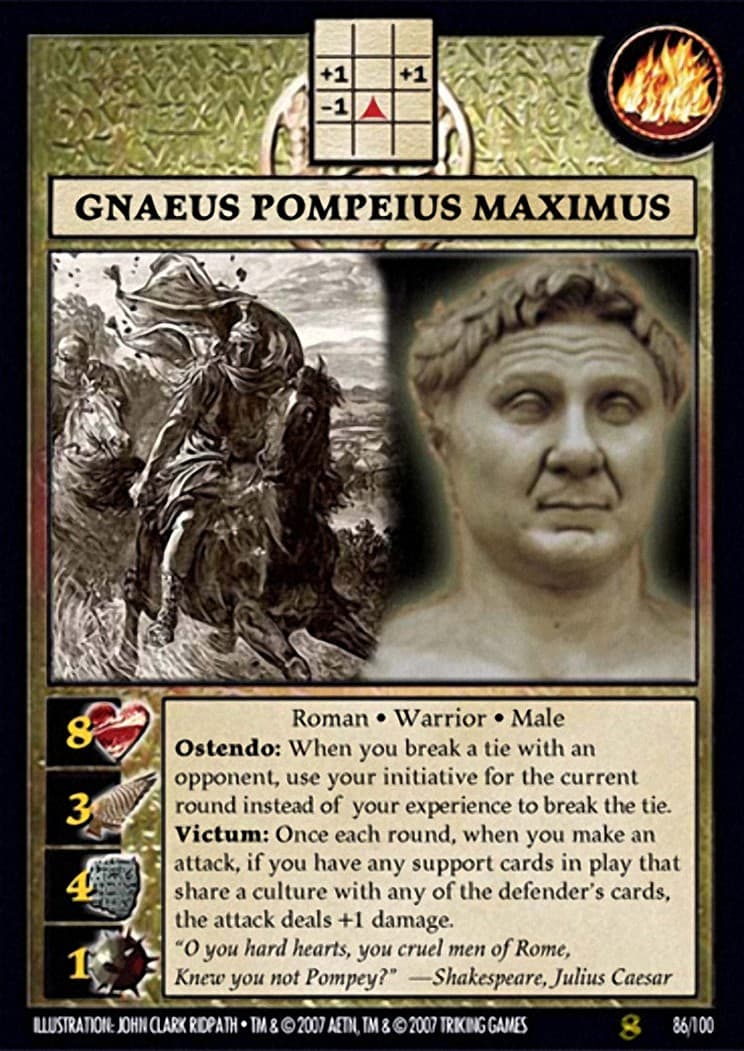 +1 +1
-1
GNAEUS POMPEIUS MAXIMUS
8
3
4
1
Roman • Warrior • Male
Ostendo: When you break a tie with an
opponent, use your initiative for the current
round instead of your experience to break the tie.
Victum: Once each round, when you make an
attack, if you have any support cards in play that
share a culture with any of the defender's cards,
the attack deals +1 damage.
“O you hard hearts, you cruel men of Rome,
Knew you not Pompey?” —Shakespeare, Julius Caesar
ILLUSTRATION: JOHN CLARK RIDPATH • TM & © 2007 AETN, TM & © 2007 TRIKING GAMES 8 86/100